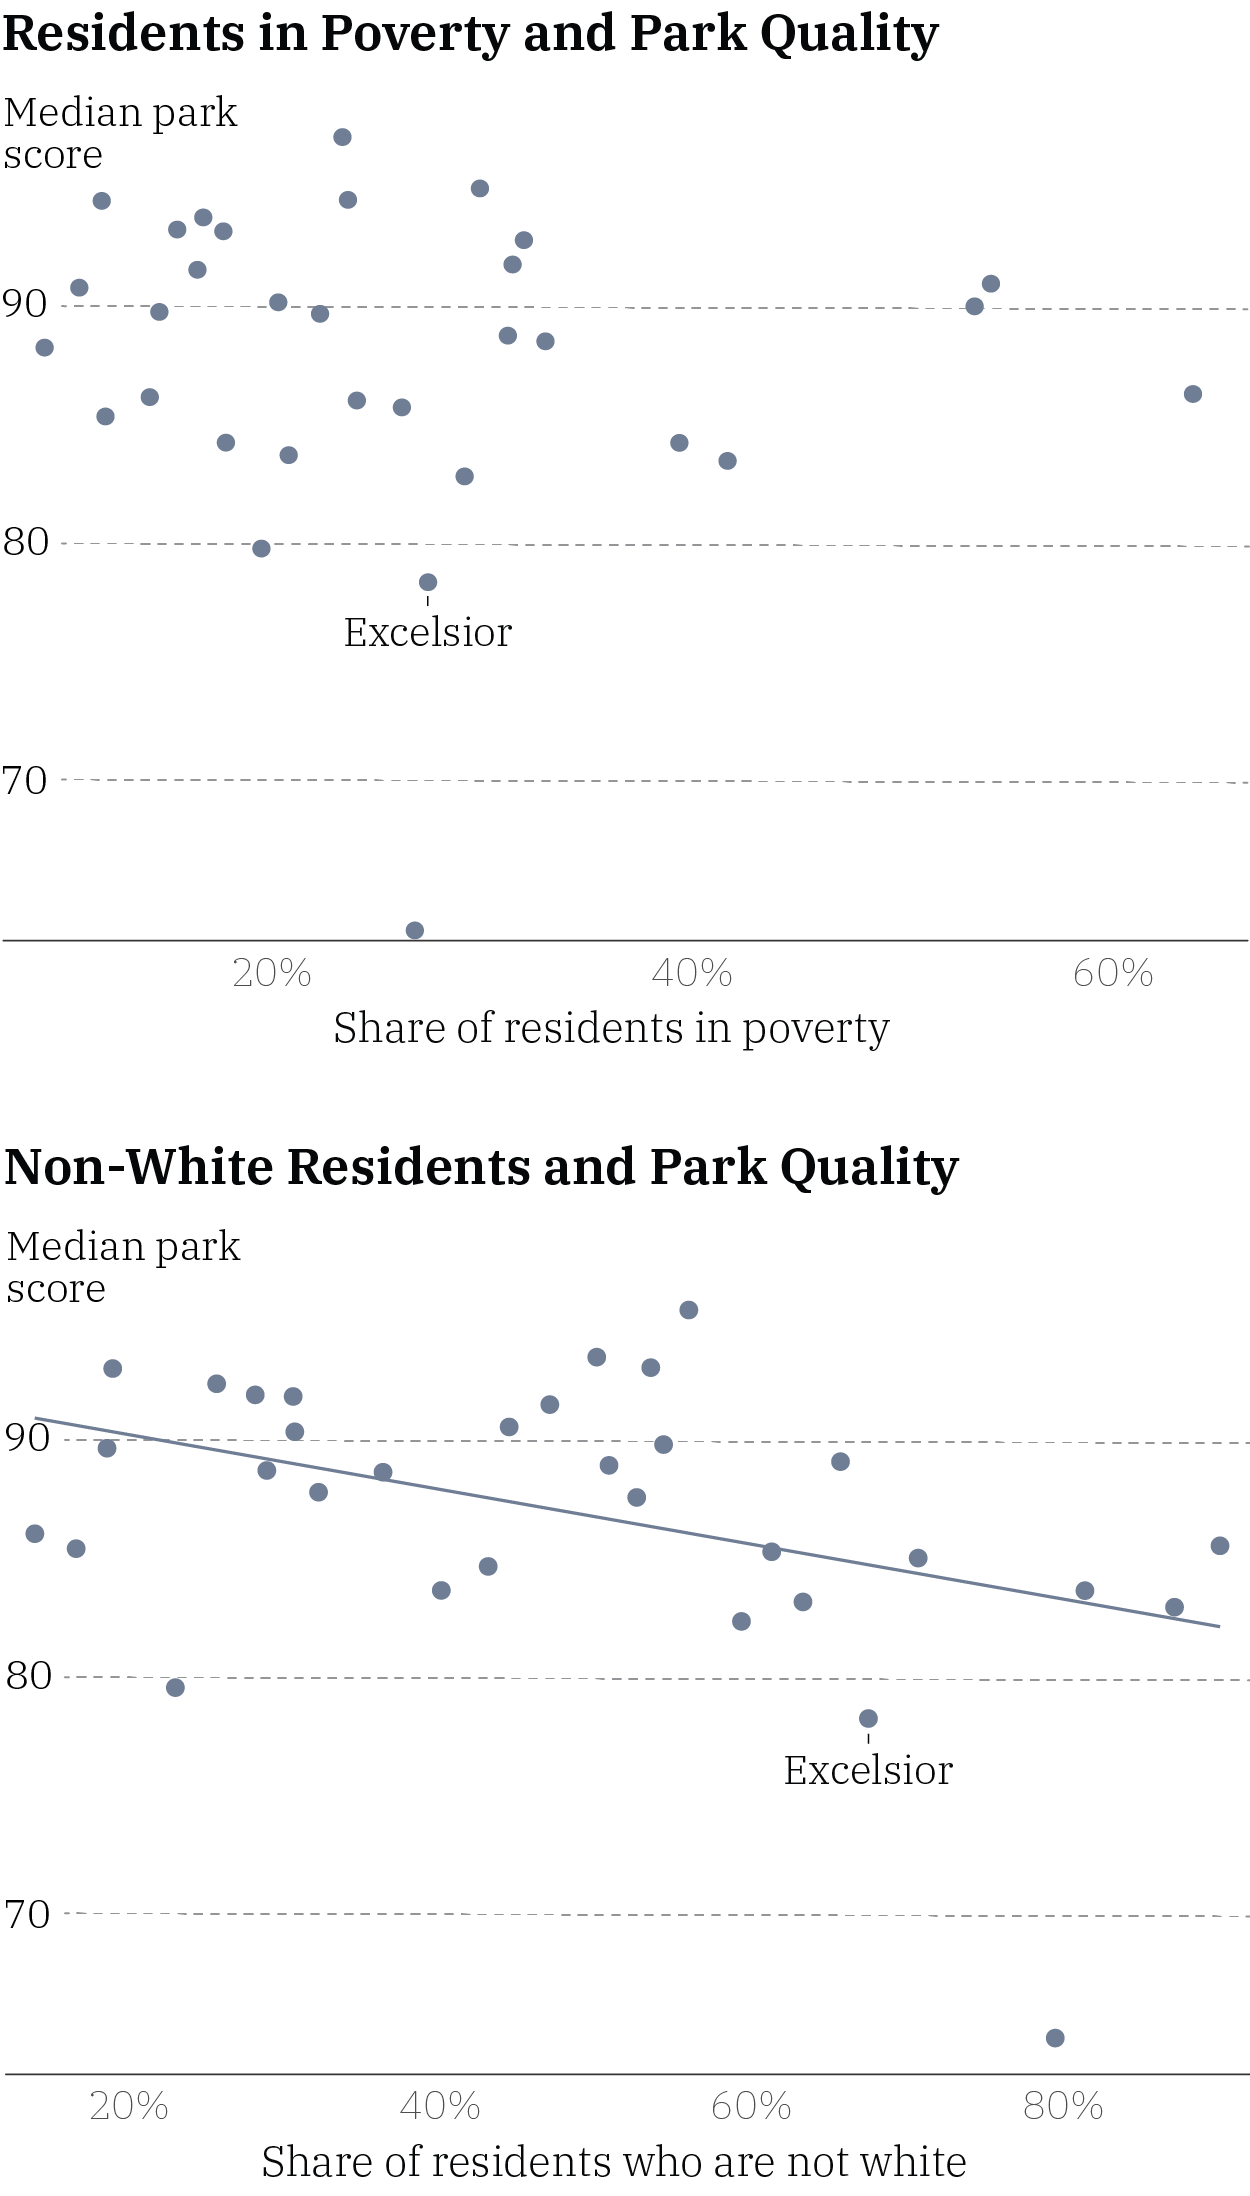 Residents in Poverty and Park Quality
Median park
score
90
80
Excelsior
70
20%
40%
60%
Share of residents in poverty
Non-White Residents and Park Quality
Median park
score
90
80
Excelsior
70
20%
40%
60%
80%
Share of residents who are not white